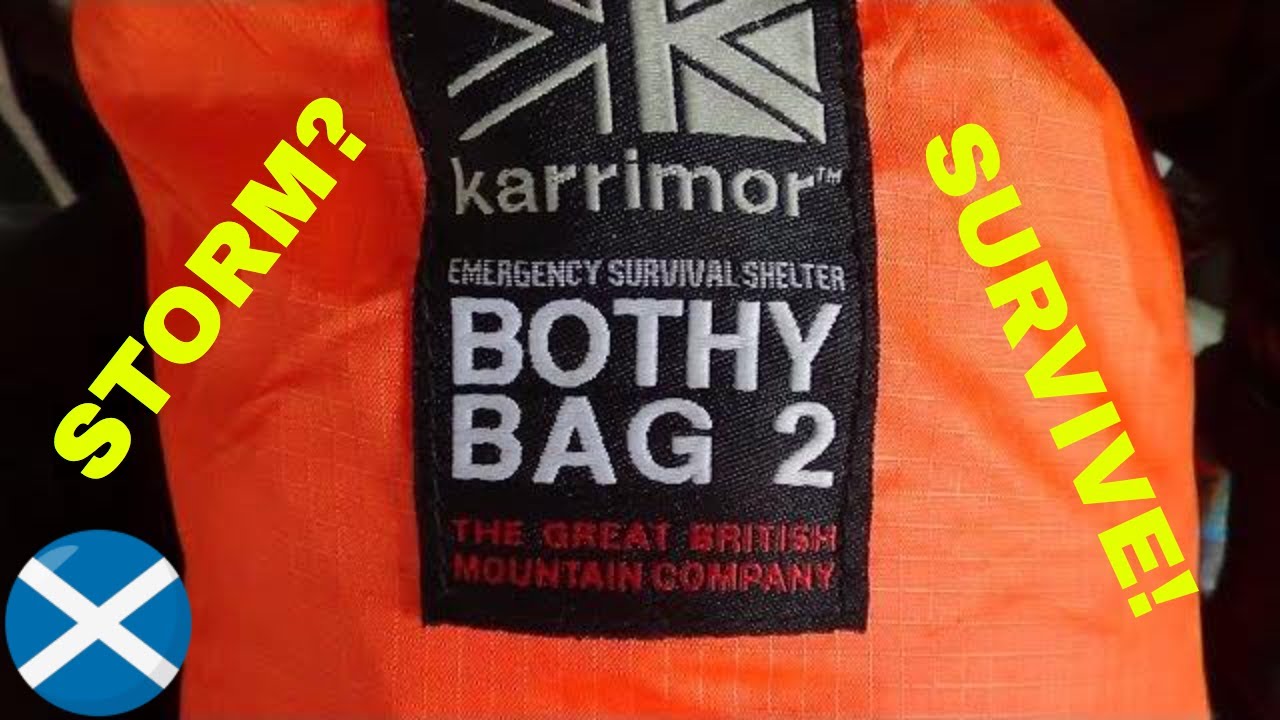 STORM?
karrimor™
EMERGENCY SURVIVAL SHELTER
BOTHY
BAG 2
THE GREAT BRITISH
MOUNTAIN COMPANY
SURVIVE!